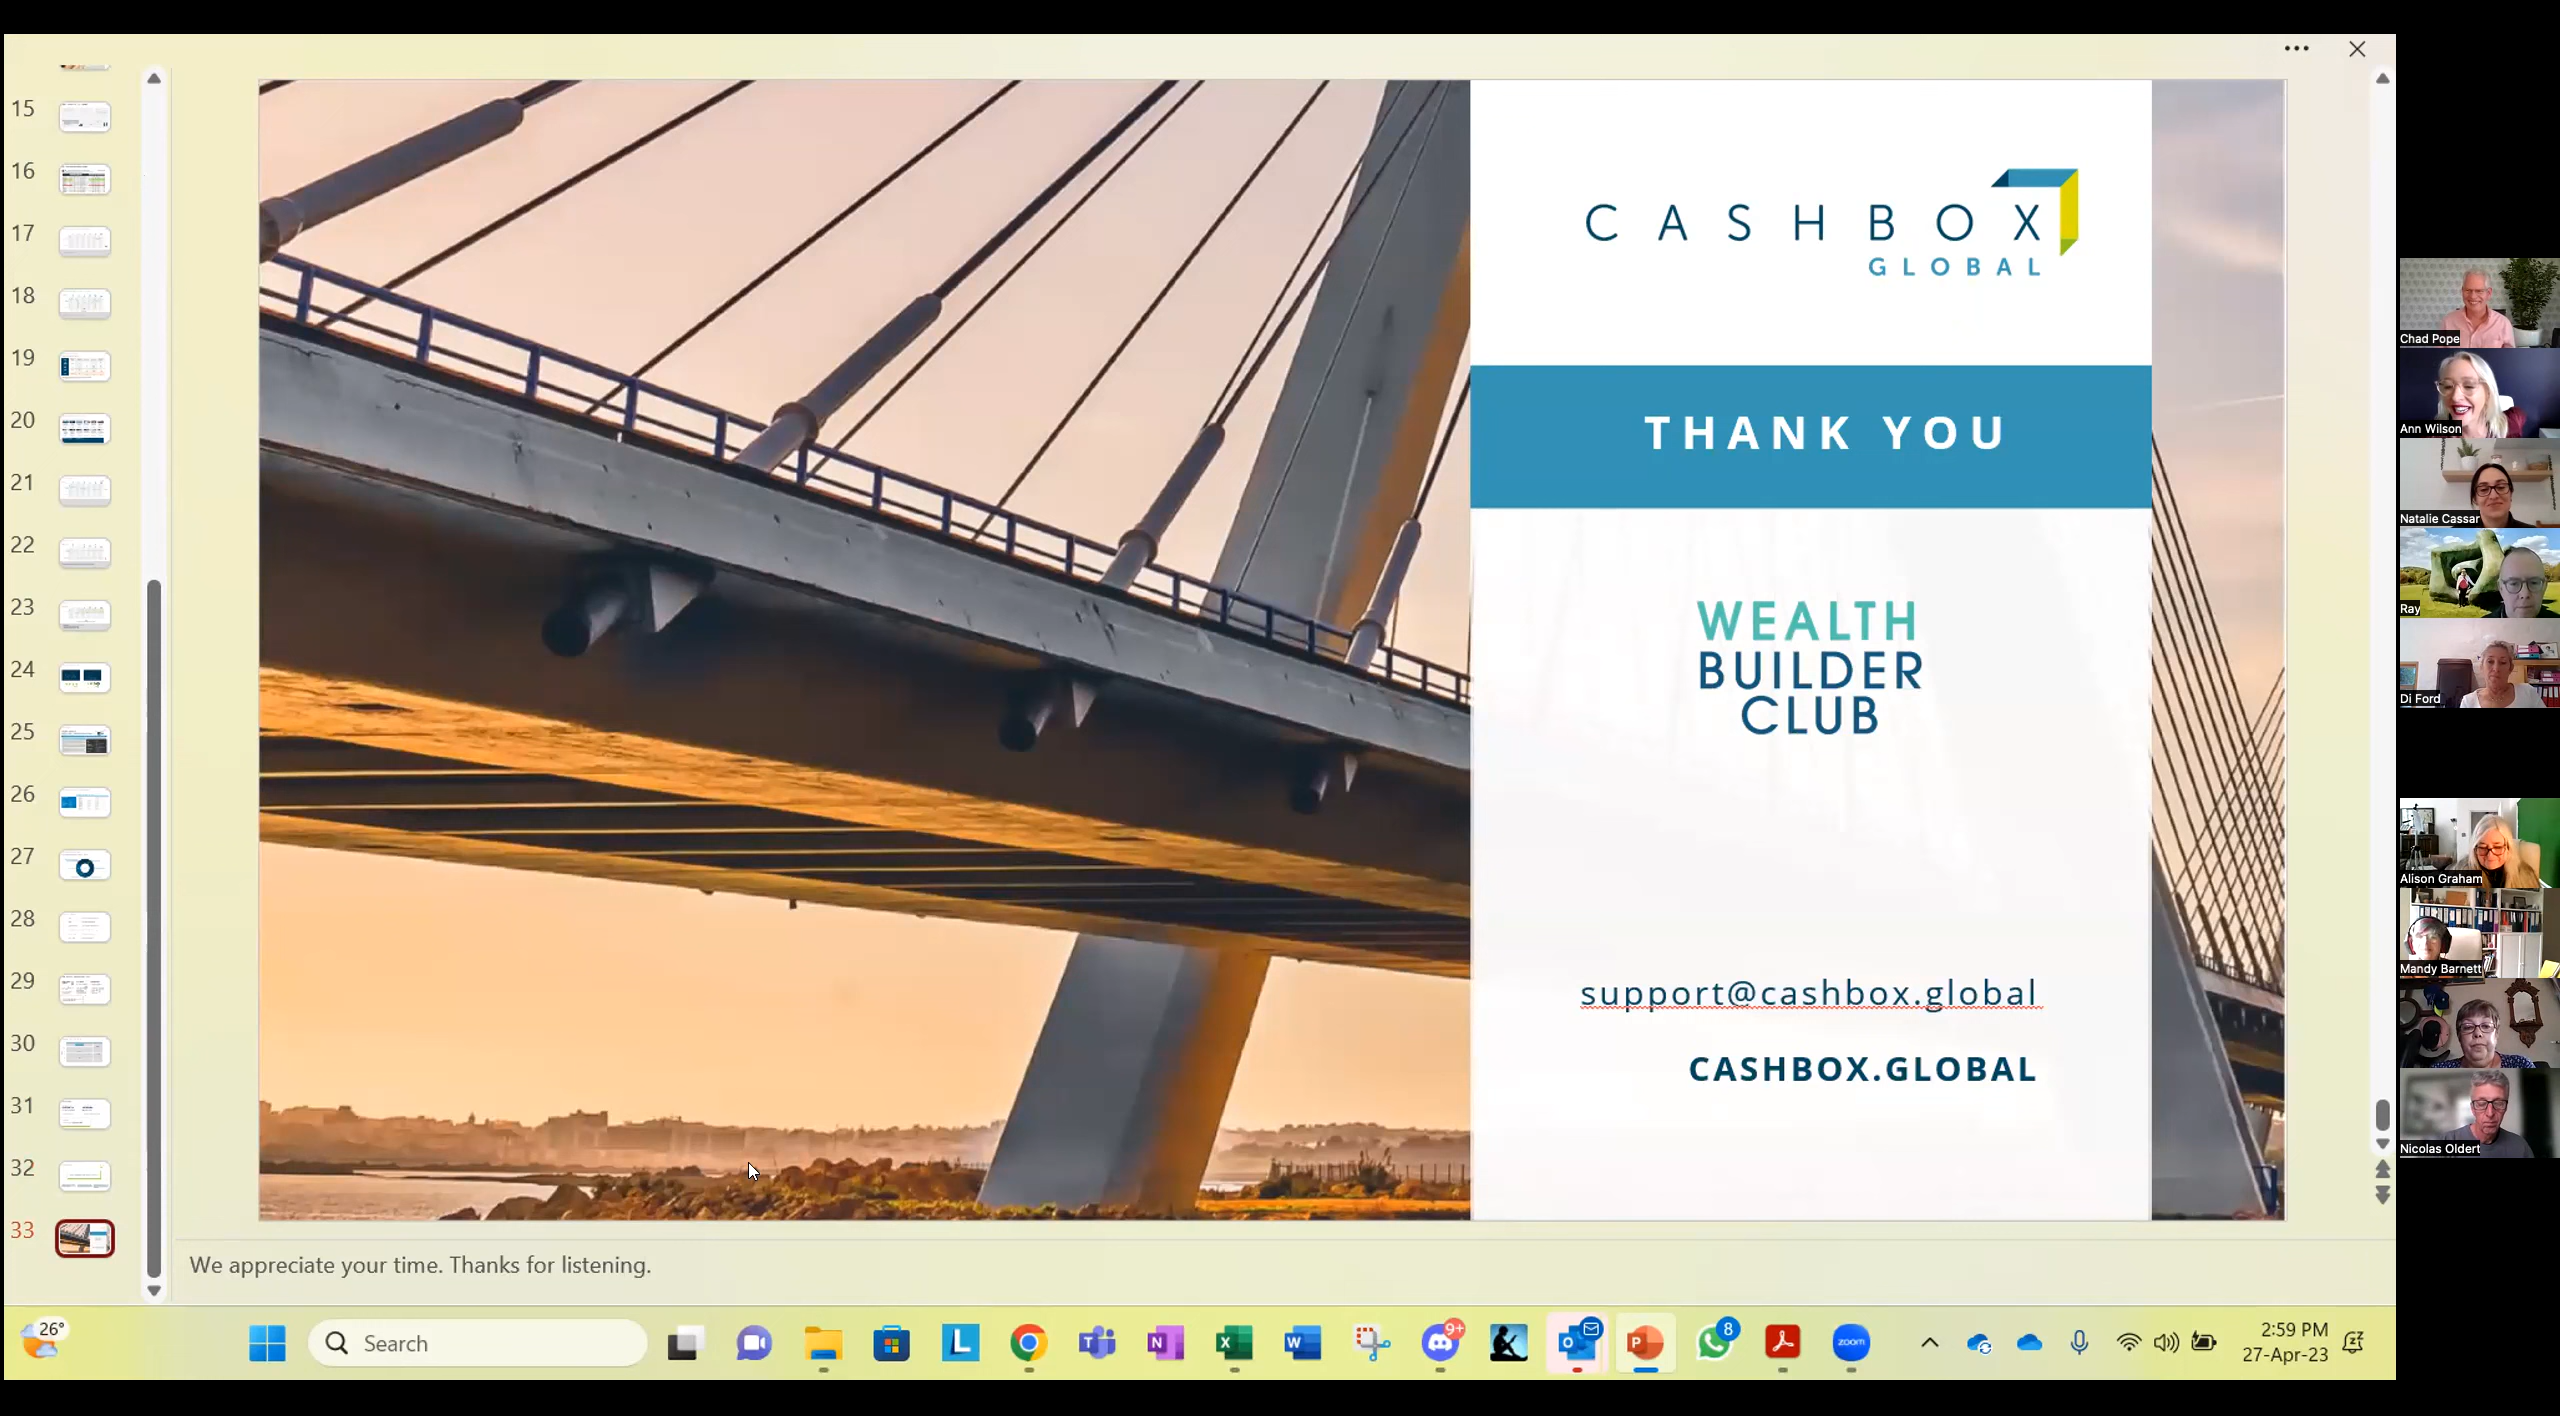 15
16
17
18
19
20
21
22
23
24
25
26
27
28
29
30
31
32
33
CASHBOX
GLOBAL
THANK YOU
WEALTH
BUILDER
CLUB
support@cashbox.global
CASHBOX.GLOBAL
We appreciate your time. Thanks for listening.
Chad Pope
Ann Wilson
Natalie Cassar
Ray
Di Ford
Alison Graham
Mandy Barnett
Nicolas Oldert
26°
Search
9+
8
zoom
2:59 PM
27-Apr-23